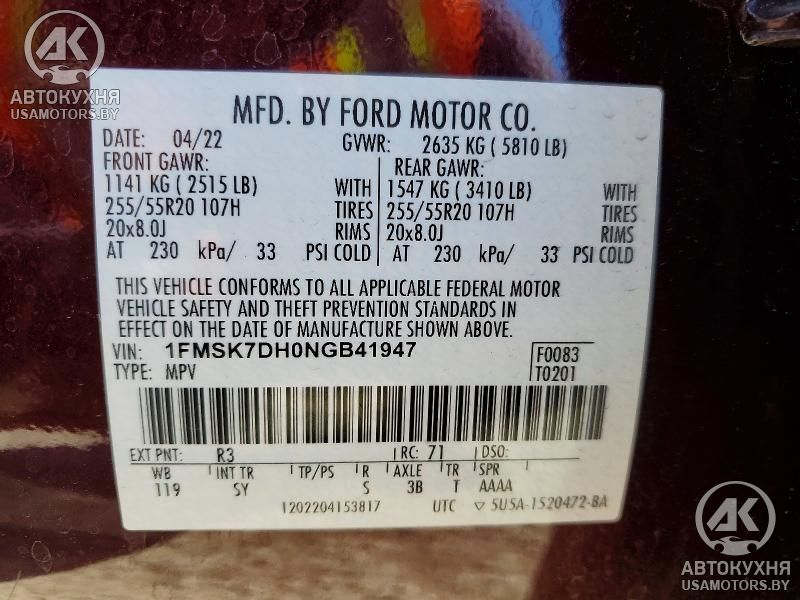 AK
АВТОКУХНЯ
USAMOTORS.BY
MFD. BY FORD MOTOR CO.
DATE: 04/22 GVWR: 2635 KG ( 5810 LB)
FRONT GAWR: REAR GAWR:
1141 KG ( 2515 LB) WITH 1547 KG ( 3410 LB) WITH
255/55R20 107H TIRES 255/55R20 107H TIRES
20x8.0J RIMS 20x8.0J RIMS
AT 230 kPa/ 33 PSI COLD AT 230 kPa/ 33 PSI COLD
THIS VEHICLE CONFORMS TO ALL APPLICABLE FEDERAL MOTOR
VEHICLE SAFETY AND THEFT PREVENTION STANDARDS IN
EFFECT ON THE DATE OF MANUFACTURE SHOWN ABOVE.
VIN: 1FMSK7DH0NGB41947 F0083
TYPE: MPV T0201
EXT PNT: R3 RC: 71 DSO:
WB INT TR TP/PS R AXLE TR SPR
119 SY S 3B T AAAA
1202204153817 UTC ▽ 5U5A-1520472-BA
AK
АВТОКУХНЯ
USAMOTORS.BY